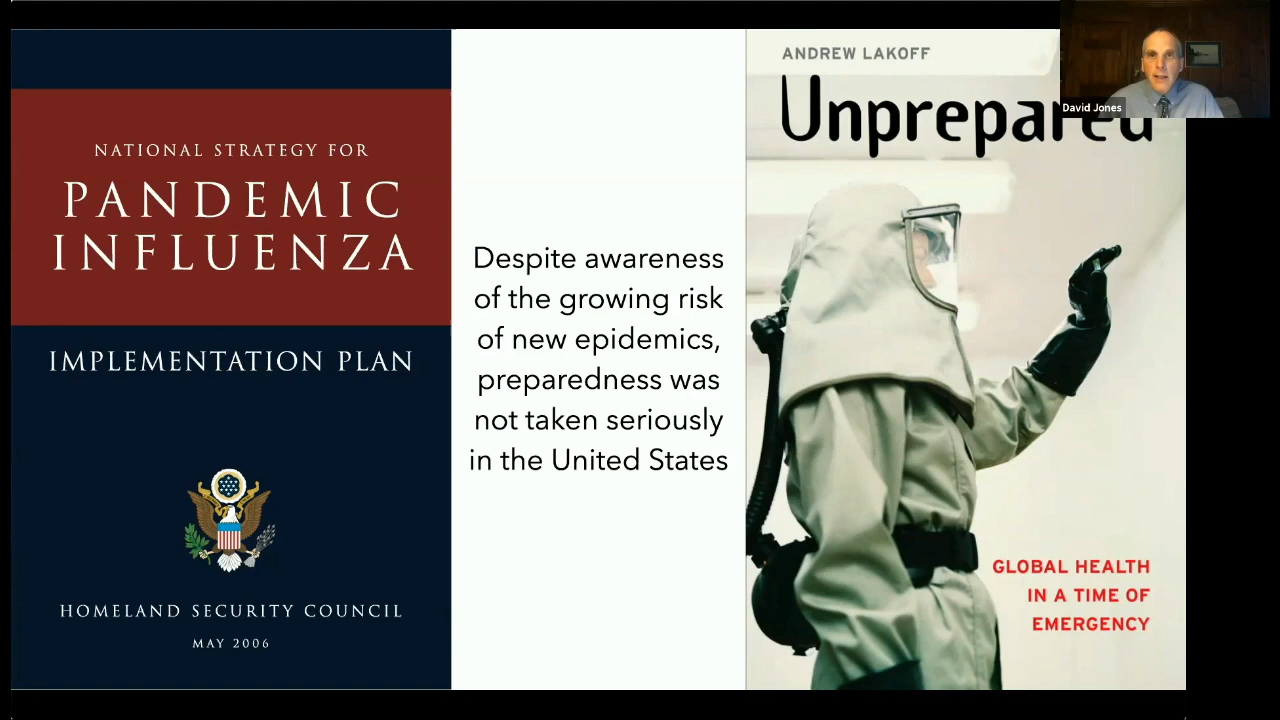 NATIONAL STRATEGY FOR
PANDEMIC
INFLUENZA
IMPLEMENTATION PLAN
HOMELAND SECURITY COUNCIL
MAY 2006
Despite awareness
of the growing risk
of new epidemics,
preparedness was
not taken seriously
in the United States
ANDREW LAKOFF
Unprepared
GLOBAL HEALTH
IN A TIME OF
EMERGENCY
David Jones